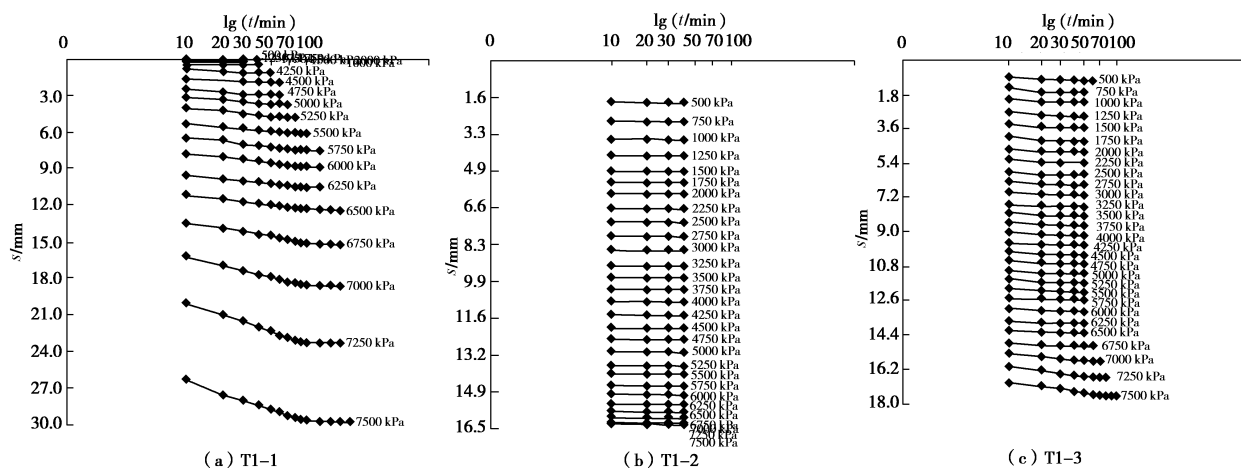 lg (t/min)
0 10 20 30 50 70 100
s/mm
3.0
6.0
9.0
12.0
15.0
18.0
21.0
24.0
27.0
30.0
500 kPa
4250 kPa
4500 kPa
4750 kPa
5000 kPa
5250 kPa
5500 kPa
5750 kPa
6000 kPa
6250 kPa
6500 kPa
6750 kPa
7000 kPa
7250 kPa
7500 kPa
(a) T1-1
lg (t/min)
0 10 20 30 50 70 100
s/mm
1.6
3.3
4.9
6.6
8.3
9.9
11.6
13.2
14.9
16.5
500 kPa
750 kPa
1000 kPa
1250 kPa
1500 kPa
1750 kPa
2000 kPa
2250 kPa
2500 kPa
2750 kPa
3000 kPa
3250 kPa
3500 kPa
3750 kPa
4000 kPa
4250 kPa
4500 kPa
4750 kPa
5000 kPa
5250 kPa
5500 kPa
5750 kPa
6000 kPa
6250 kPa
6500 kPa
6750 kPa
7000 kPa
7250 kPa
7500 kPa
(b) T1-2
lg (t/min)
0 10 20 30 50 70 100
s/mm
1.8
3.6
5.4
7.2
9.0
10.8
12.6
14.4
16.2
18.0
500 kPa
750 kPa
1000 kPa
1250 kPa
1500 kPa
1750 kPa
2000 kPa
2250 kPa
2500 kPa
2750 kPa
3000 kPa
3250 kPa
3500 kPa
3750 kPa
4000 kPa
4250 kPa
4500 kPa
4750 kPa
5000 kPa
5250 kPa
5500 kPa
5750 kPa
6000 kPa
6250 kPa
6500 kPa
6750 kPa
7000 kPa
7250 kPa
7500 kPa
(c) T1-3